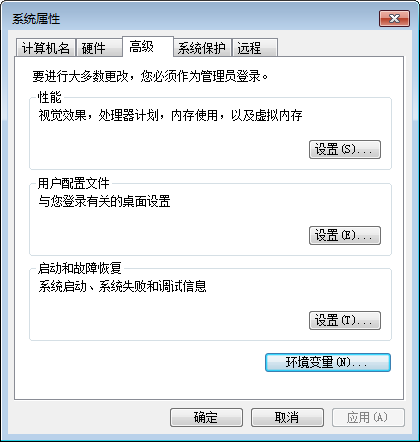 系统属性
计算机名 硬件 高级 系统保护 远程
要进行大多数更改，您必须作为管理员登录。
性能
视觉效果，处理器计划，内存使用，以及虚拟内存
设置(S)...
用户配置文件
与您登录有关的桌面设置
设置(E)...
启动和故障恢复
系统启动、系统失败和调试信息
设置(T)...
环境变量(N)...
确定 取消 应用(A)